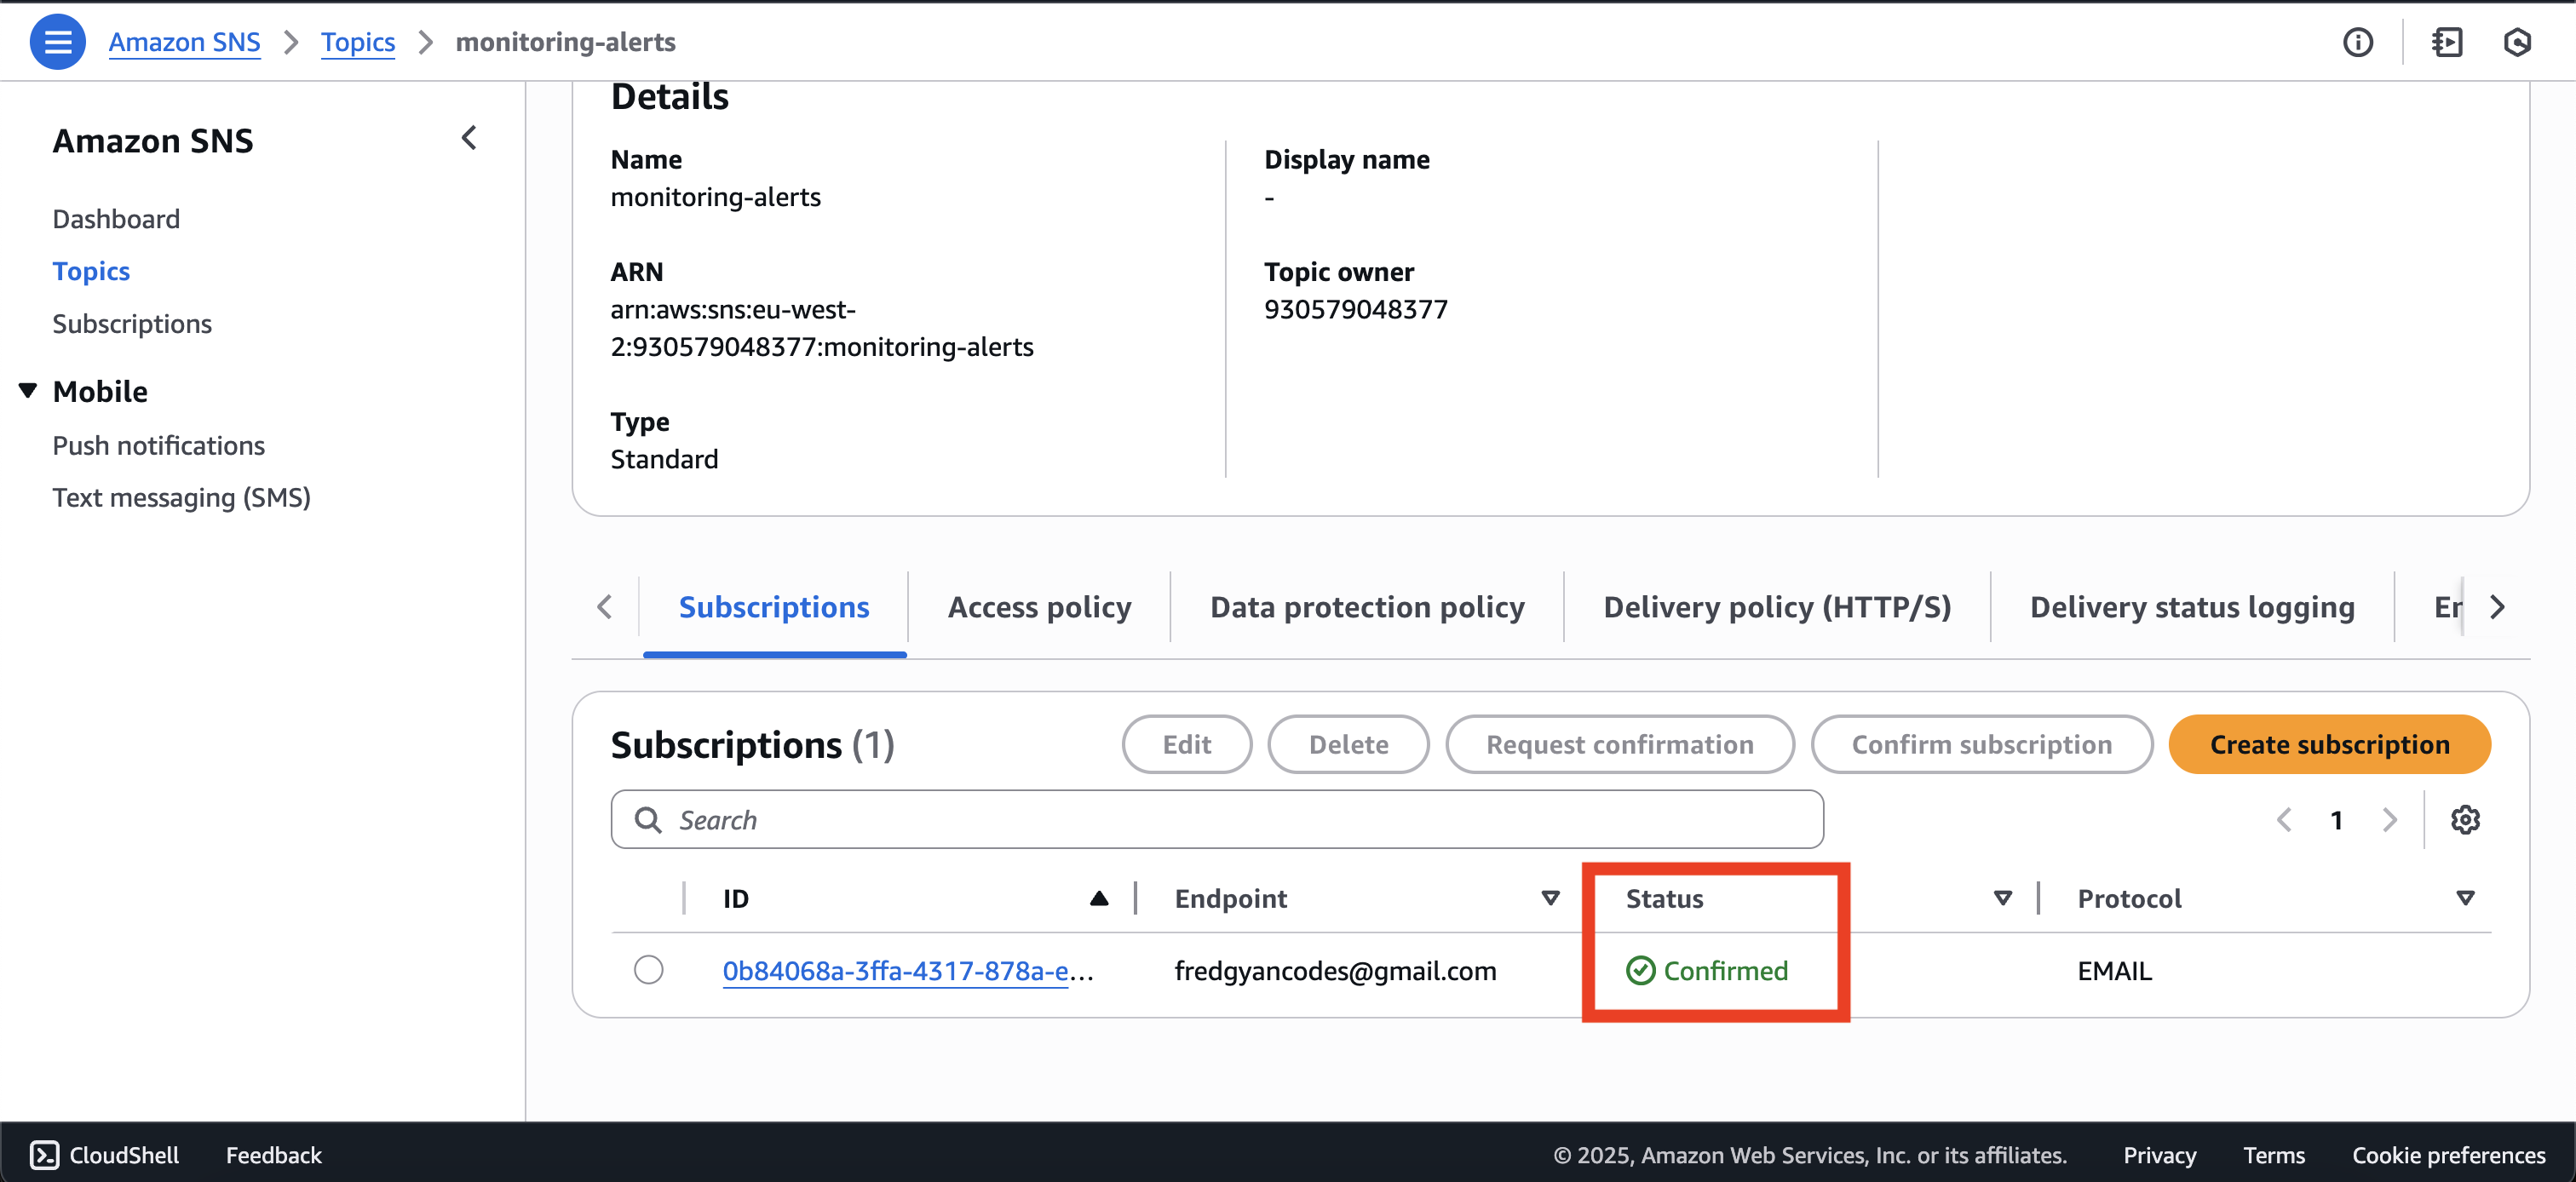 Amazon SNS > Topics > monitoring-alerts
Amazon SNS
Dashboard
Topics
Subscriptions
Mobile
Push notifications
Text messaging (SMS)
Details
Name
monitoring-alerts
Display name
-
ARN
arn:aws:sns:eu-west-
2:930579048377:monitoring-alerts
Topic owner
930579048377
Type
Standard
Subscriptions Access policy Data protection policy Delivery policy (HTTP/S) Delivery status logging
Subscriptions (1) Edit Delete Request confirmation Confirm subscription Create subscription
Search 1
ID Endpoint Status Protocol
0b84068a-3ffa-4317-878a-e... fredgyancodes@gmail.com Confirmed EMAIL
CloudShell Feedback © 2025, Amazon Web Services, Inc. or its affiliates. Privacy Terms Cookie preferences